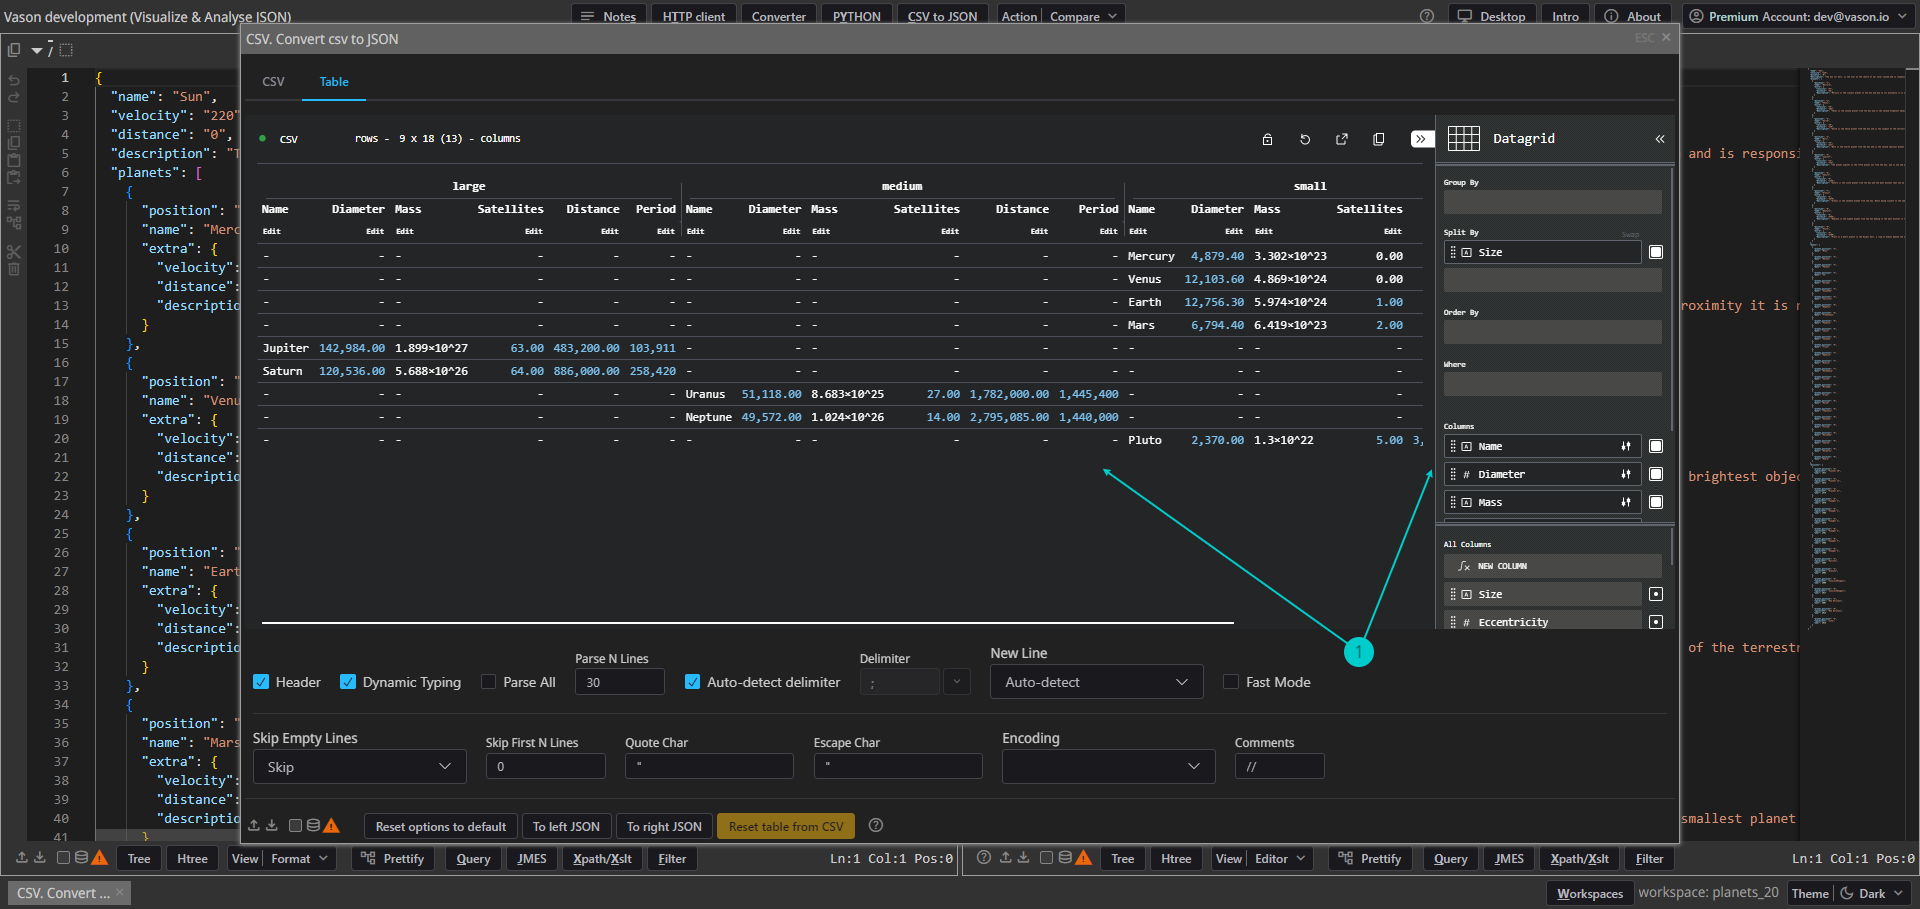 Vason development (Visualize & Analyse JSON)
Notes
HTTP client
Converter
PYTHON
CSV to JSON
Action
Compare
Desktop
Intro
About
Premium Account: dev@vason.io
/
CSV. Convert csv to JSON
ESC
CSV
Table
CSV
rows - 9 x 18 (13) - columns
Datagrid
large medium small
Name Diameter Mass Satellites Distance Period Name Diameter Mass Satellites Distance Period Name Diameter Mass Satellites
Edit Edit Edit Edit Edit Edit Edit Edit Edit Edit Edit Edit Edit Edit Edit Edit
- - - - - - - - - - - - Mercury 4,879.40 3.302×10^23 0.00
- - - - - - - - - - - - Venus 12,103.60 4.869×10^24 0.00
- - - - - - - - - - - - Earth 12,756.30 5.974×10^24 1.00
- - - - - - - - - - - - Mars 6,794.40 6.419×10^23 2.00
Jupiter 142,984.00 1.899×10^27 63.00 483,200.00 103,911 - - - - - - - - - -
Saturn 120,536.00 5.688×10^26 64.00 886,000.00 258,420 - - - - - - - - - -
- - - - - - Uranus 51,118.00 8.683×10^25 27.00 1,782,000.00 1,445,400 - - - -
- - - - - - Neptune 49,572.00 1.024×10^26 14.00 2,795,085.00 1,440,000 - - - -
- - - - - - - - - - - - Pluto 2,370.00 1.3×10^22 5.00 3,
Group By
Split By
Swap
Size
Order By
Where
Columns
Name
# Diameter
Mass
All Columns
NEW COLUMN
Size
# Eccentricity
1
Header
Dynamic Typing
Parse All
Parse N Lines
30
Auto-detect delimiter
Delimiter
;
New Line
Auto-detect
Fast Mode
Skip Empty Lines
Skip
Skip First N Lines
0
Quote Char
"
Escape Char
"
Encoding
Comments
//
Reset options to default
To left JSON
To right JSON
Reset table from CSV
1 {
2 "name": "Sun",
3 "velocity": "220"
4 "distance": "0",
5 "description": "T
6 "planets": [
7 {
8 "position": "
9 "name": "Merc
10 "extra": {
11 "velocity":
12 "distance":
13 "descriptio
14 }
15 },
16 {
17 "position": "
18 "name": "Venu
19 "extra": {
20 "velocity":
21 "distance":
22 "descriptio
23 }
24 },
25 {
26 "position": "
27 "name": "Eart
28 "extra": {
29 "velocity":
30 "distance":
31 "descriptio
32 }
33 },
34 {
35 "position": "
36 "name": "Mars
37 "extra": {
38 "velocity":
39 "distance":
40 "descriptio
41 }
and is responsi
roximity it is n
brightest objec
of the terrestr
smallest planet
Tree
Htree
View
Format
Prettify
Query
JMES
Xpath/Xslt
Filter
Ln:1 Col:1 Pos:0
Tree
Htree
View
Editor
Prettify
Query
JMES
Xpath/Xslt
Filter
Ln:1 Col:1 Pos:0
CSV. Convert ...
Workspaces
workspace: planets_20
Theme
Dark